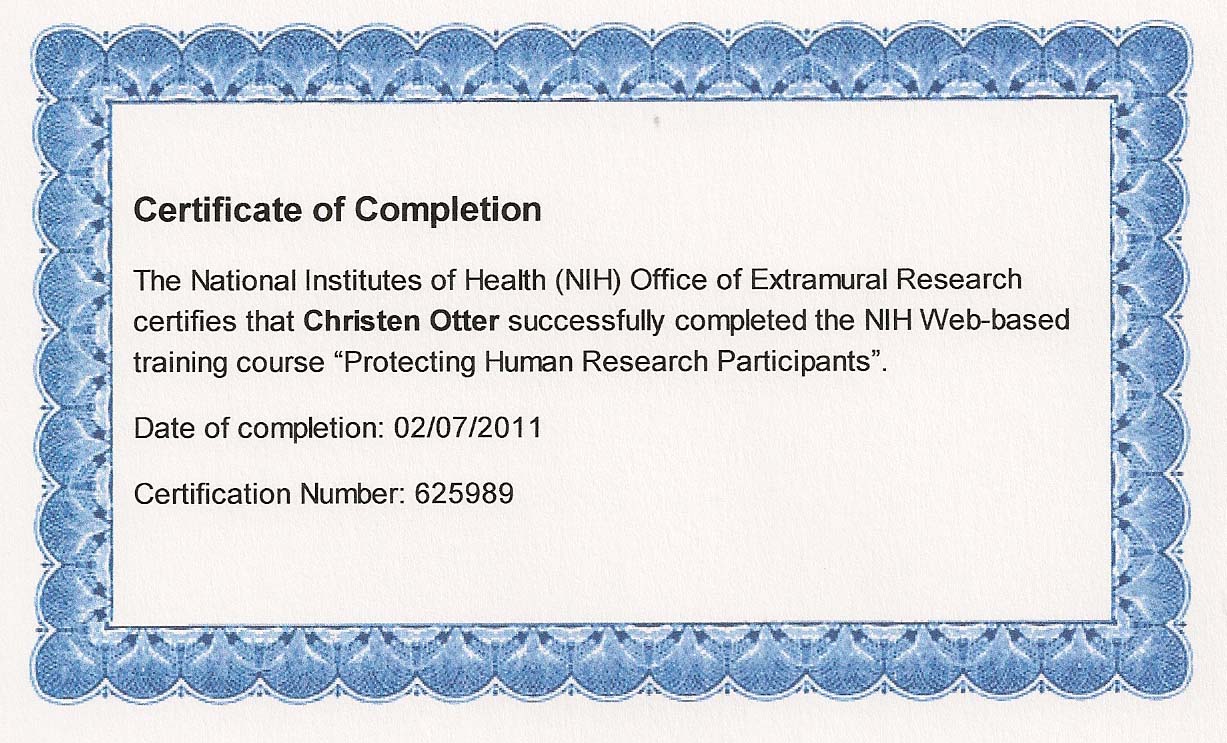 Certificate of Completion
The National Institutes of Health (NIH) Office of Extramural Research
certifies that Christen Otter successfully completed the NIH Web-based
training course “Protecting Human Research Participants”.
Date of completion: 02/07/2011
Certification Number: 625989